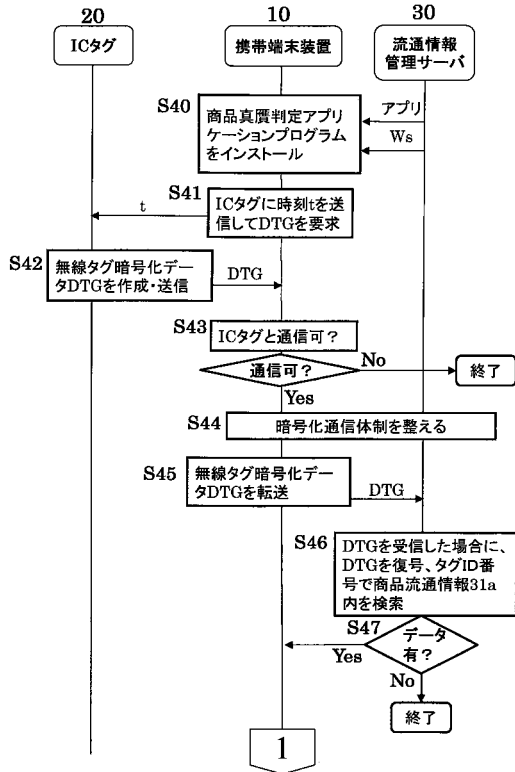 20
10
30
ICタグ
携帯端末装置
流通情報
管理サーバ
S40
商品真贋判定アプリ
ケーションプログラム
をインストール
アプリ
Ws
S41
ICタグに時刻tを送
信してDTGを要求
t
S42
無線タグ暗号化デー
タDTGを作成・送信
DTG
S43
ICタグと通信可?
通信可?
No
終了
Yes
S44
暗号化通信体制を整える
S45
無線タグ暗号化デー
タDTGを転送
DTG
S46
DTGを受信した場合に、
DTGを復号、タグID番
号で商品流通情報31a
内を検索
S47
データ
有?
Yes
No
終了
1